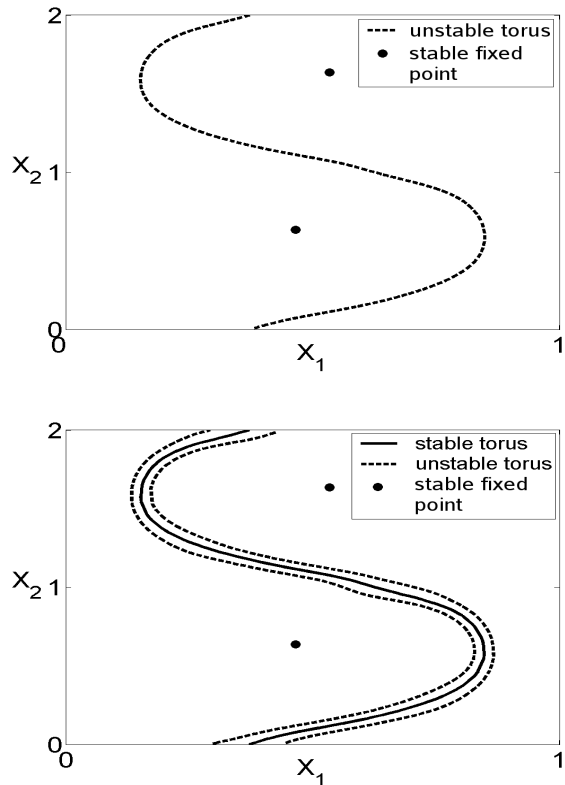 2
unstable torus
stable fixed
point
X2 1
0
0
X1
1
2
stable torus
unstable torus
stable fixed
point
X2 1
0
0
X1
1